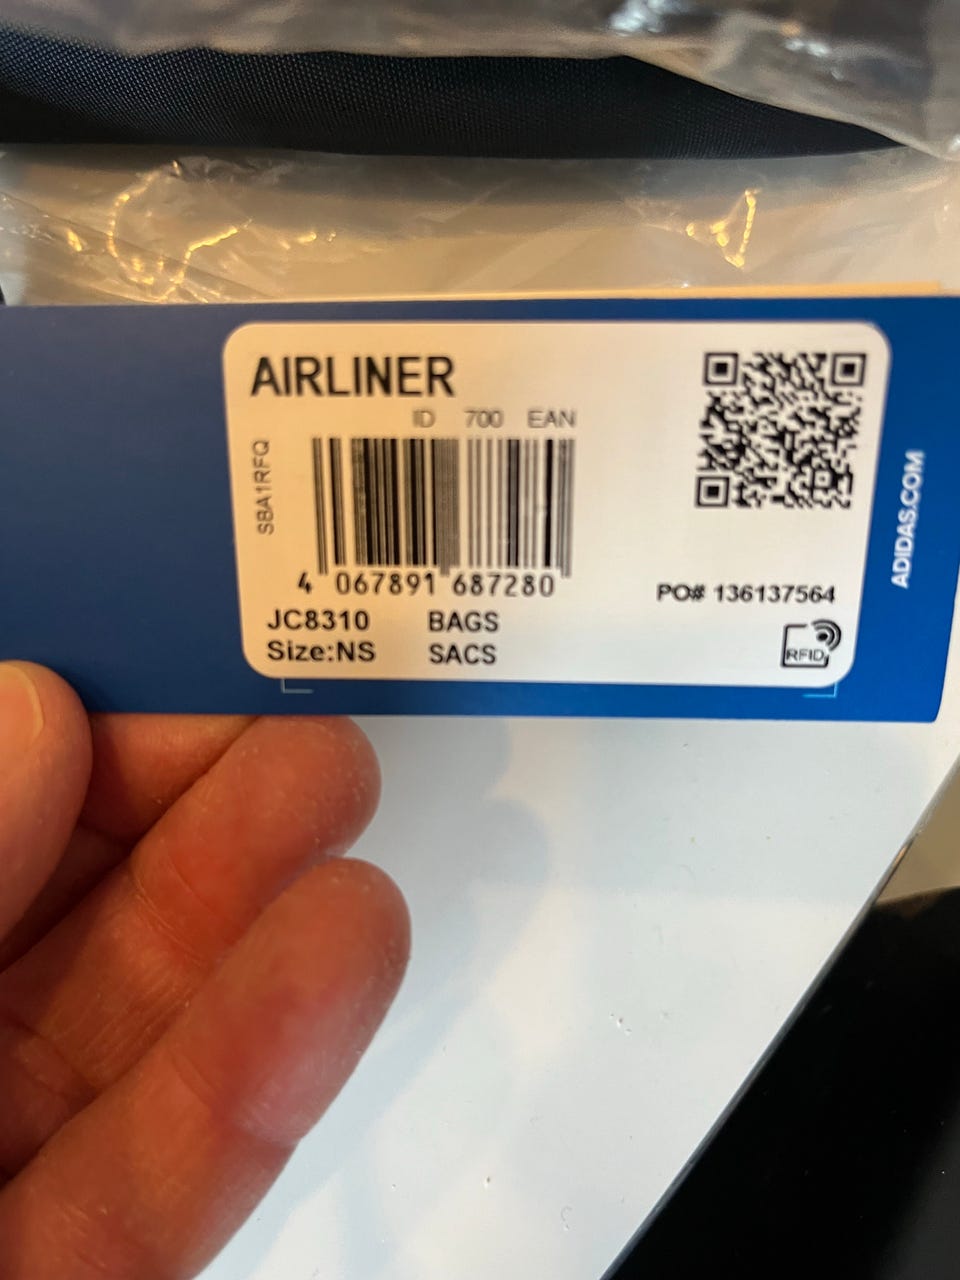 AIRLINER
ID 700 EAN
SBA1RFQ
4 067891 687280
PO# 136137564
JC8310 BAGS
Size:NS SACS
RFID
ADIDAS.COM